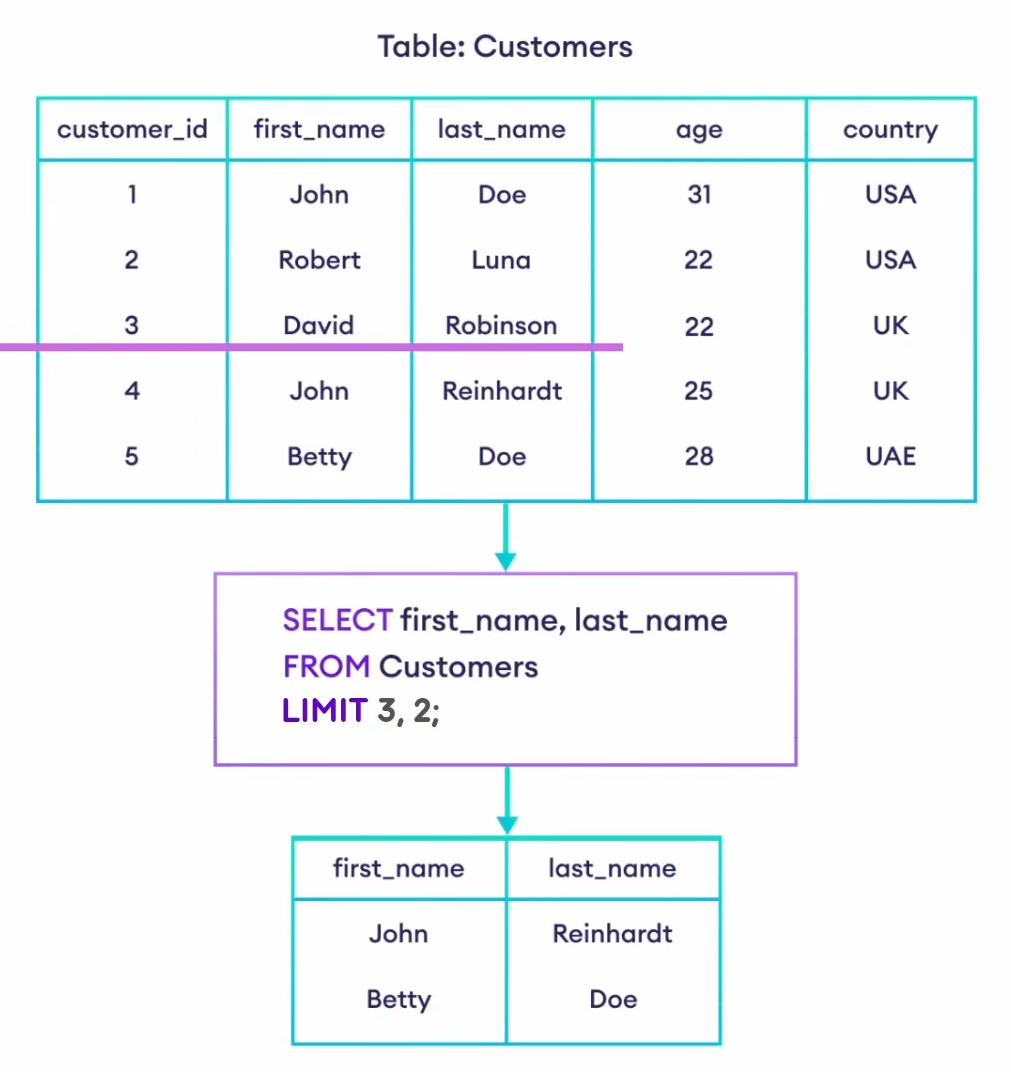 Table: Customers
customer_id first_name last_name age country
1 John Doe 31 USA
2 Robert Luna 22 USA
3 David Robinson 22 UK
4 John Reinhardt 25 UK
5 Betty Doe 28 UAE
SELECT first_name, last_name
FROM Customers
LIMIT 3, 2;
first_name last_name
John Reinhardt
Betty Doe